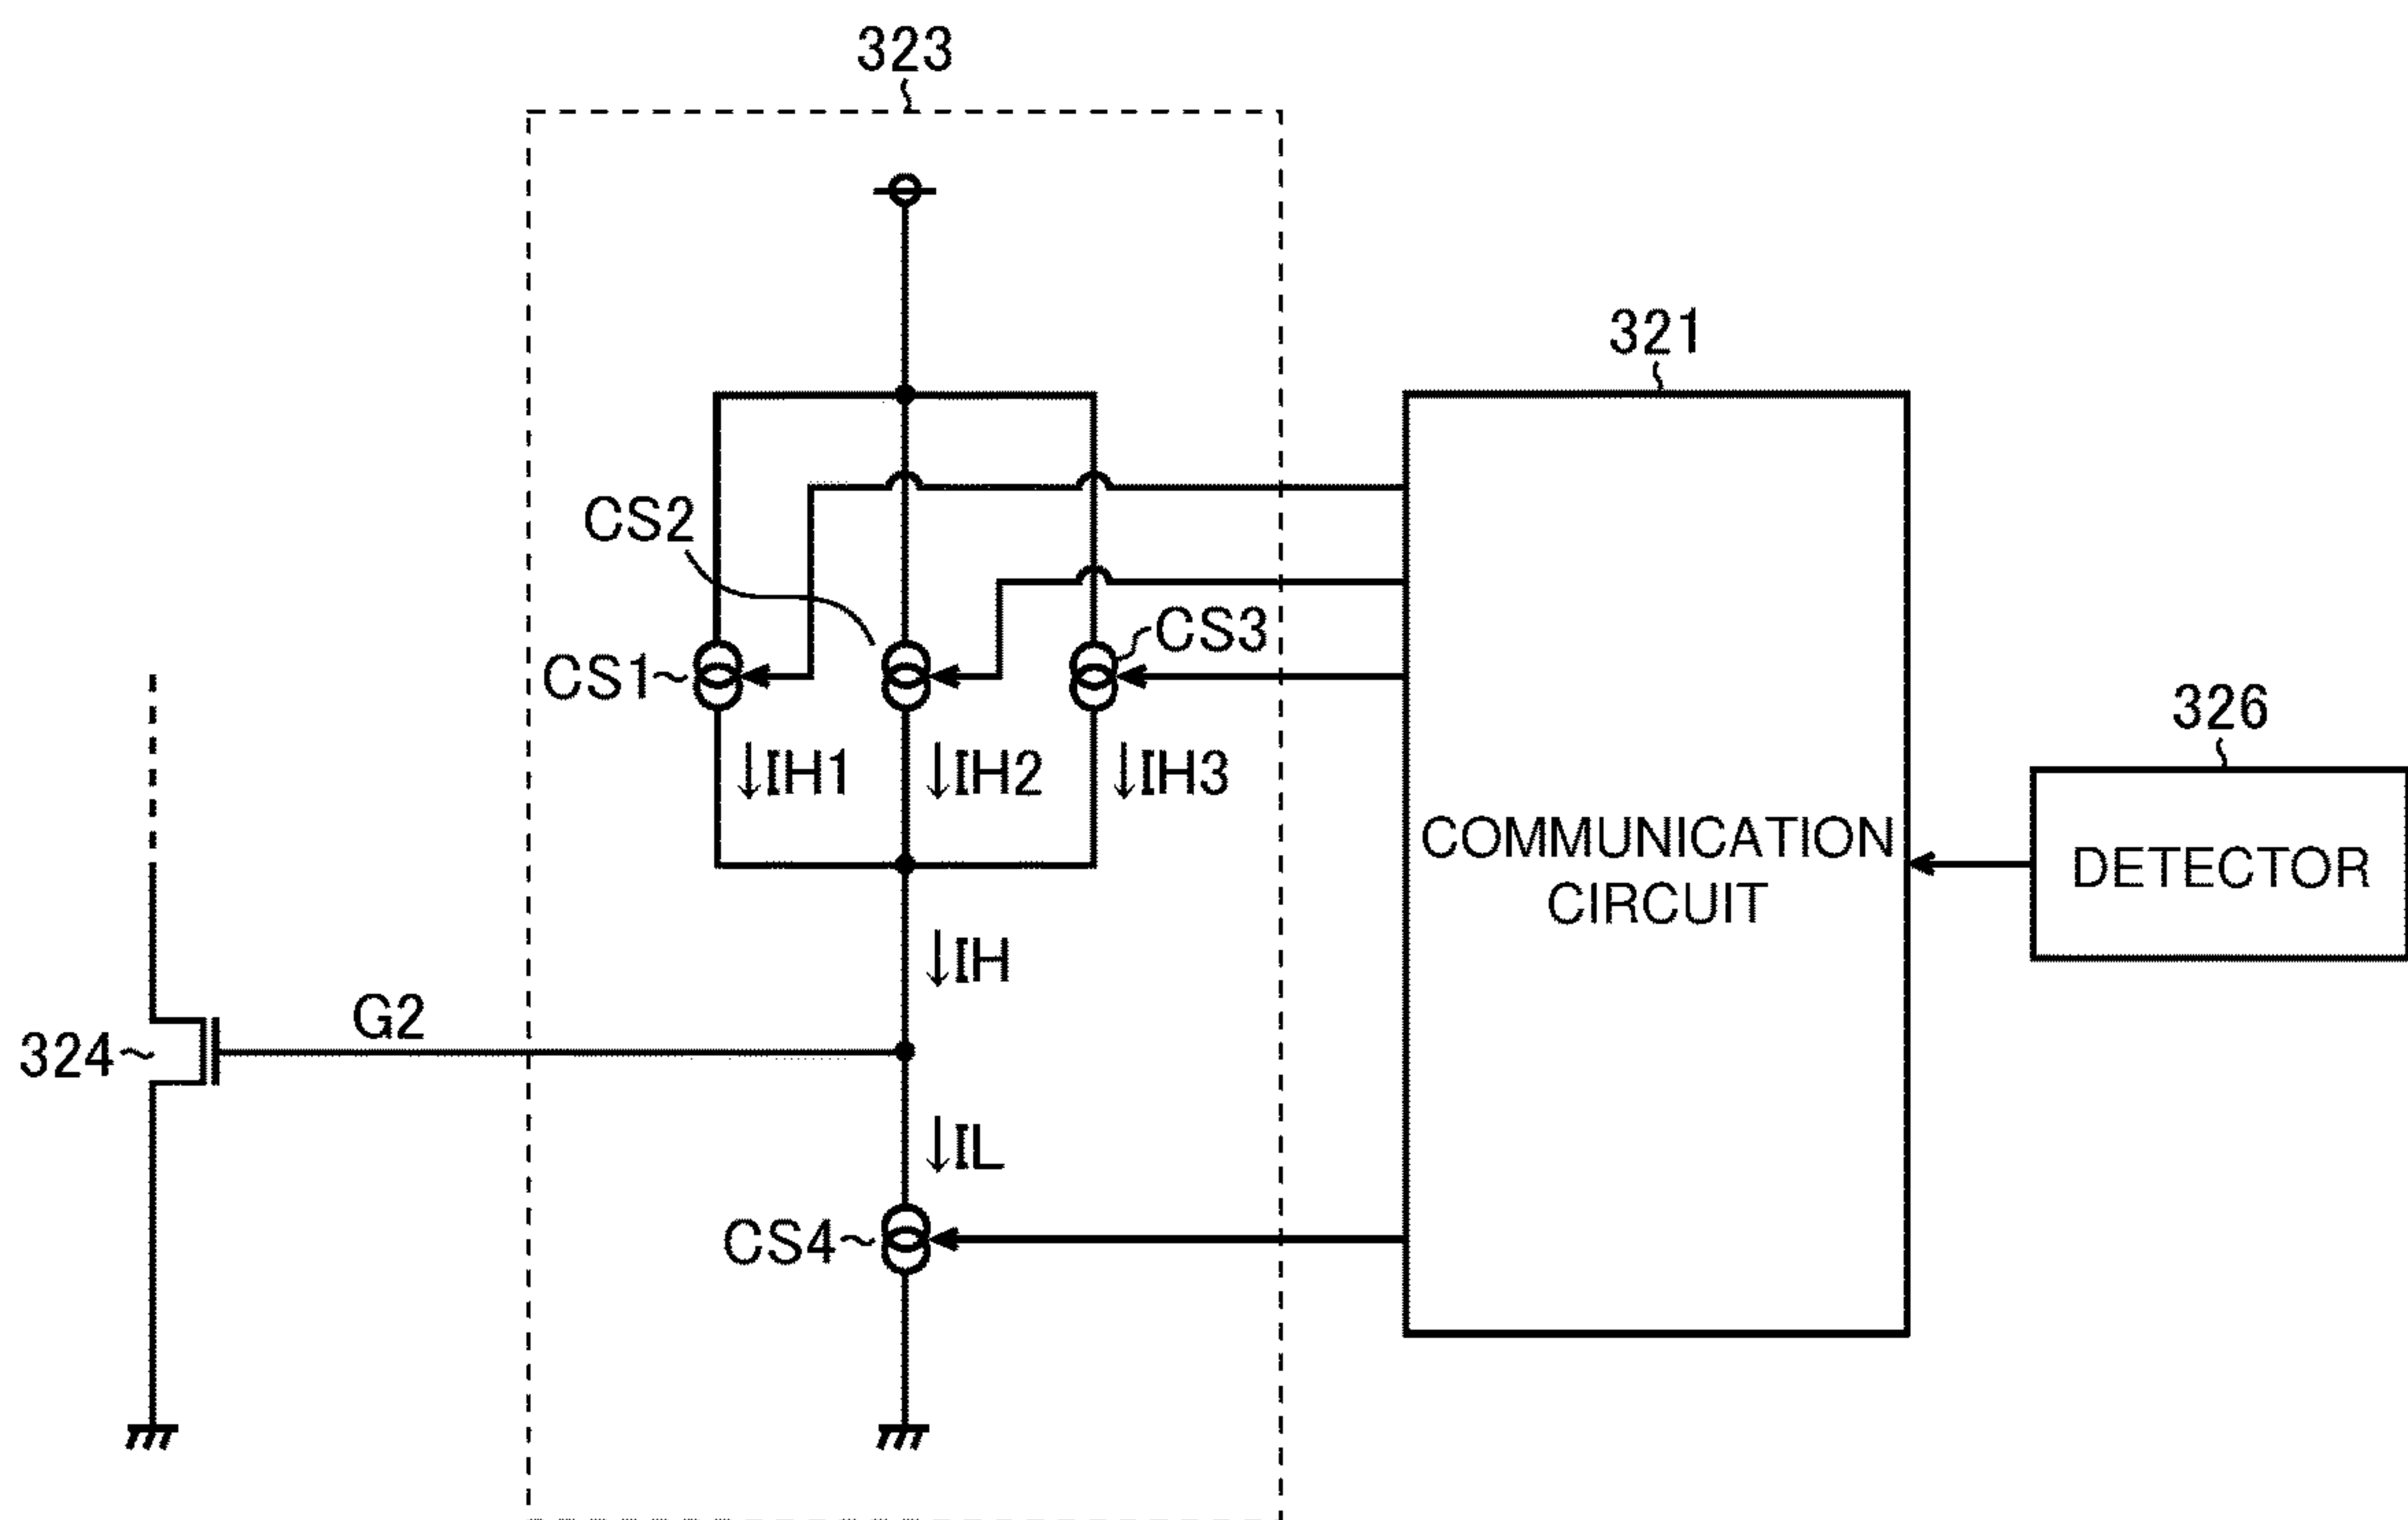 323
321
CS2
CS3
CS1
326
↓IH1
↓IH2
↓IH3
COMMUNICATION
CIRCUIT
DETECTOR
↓IH
G2
324
↓IL
CS4